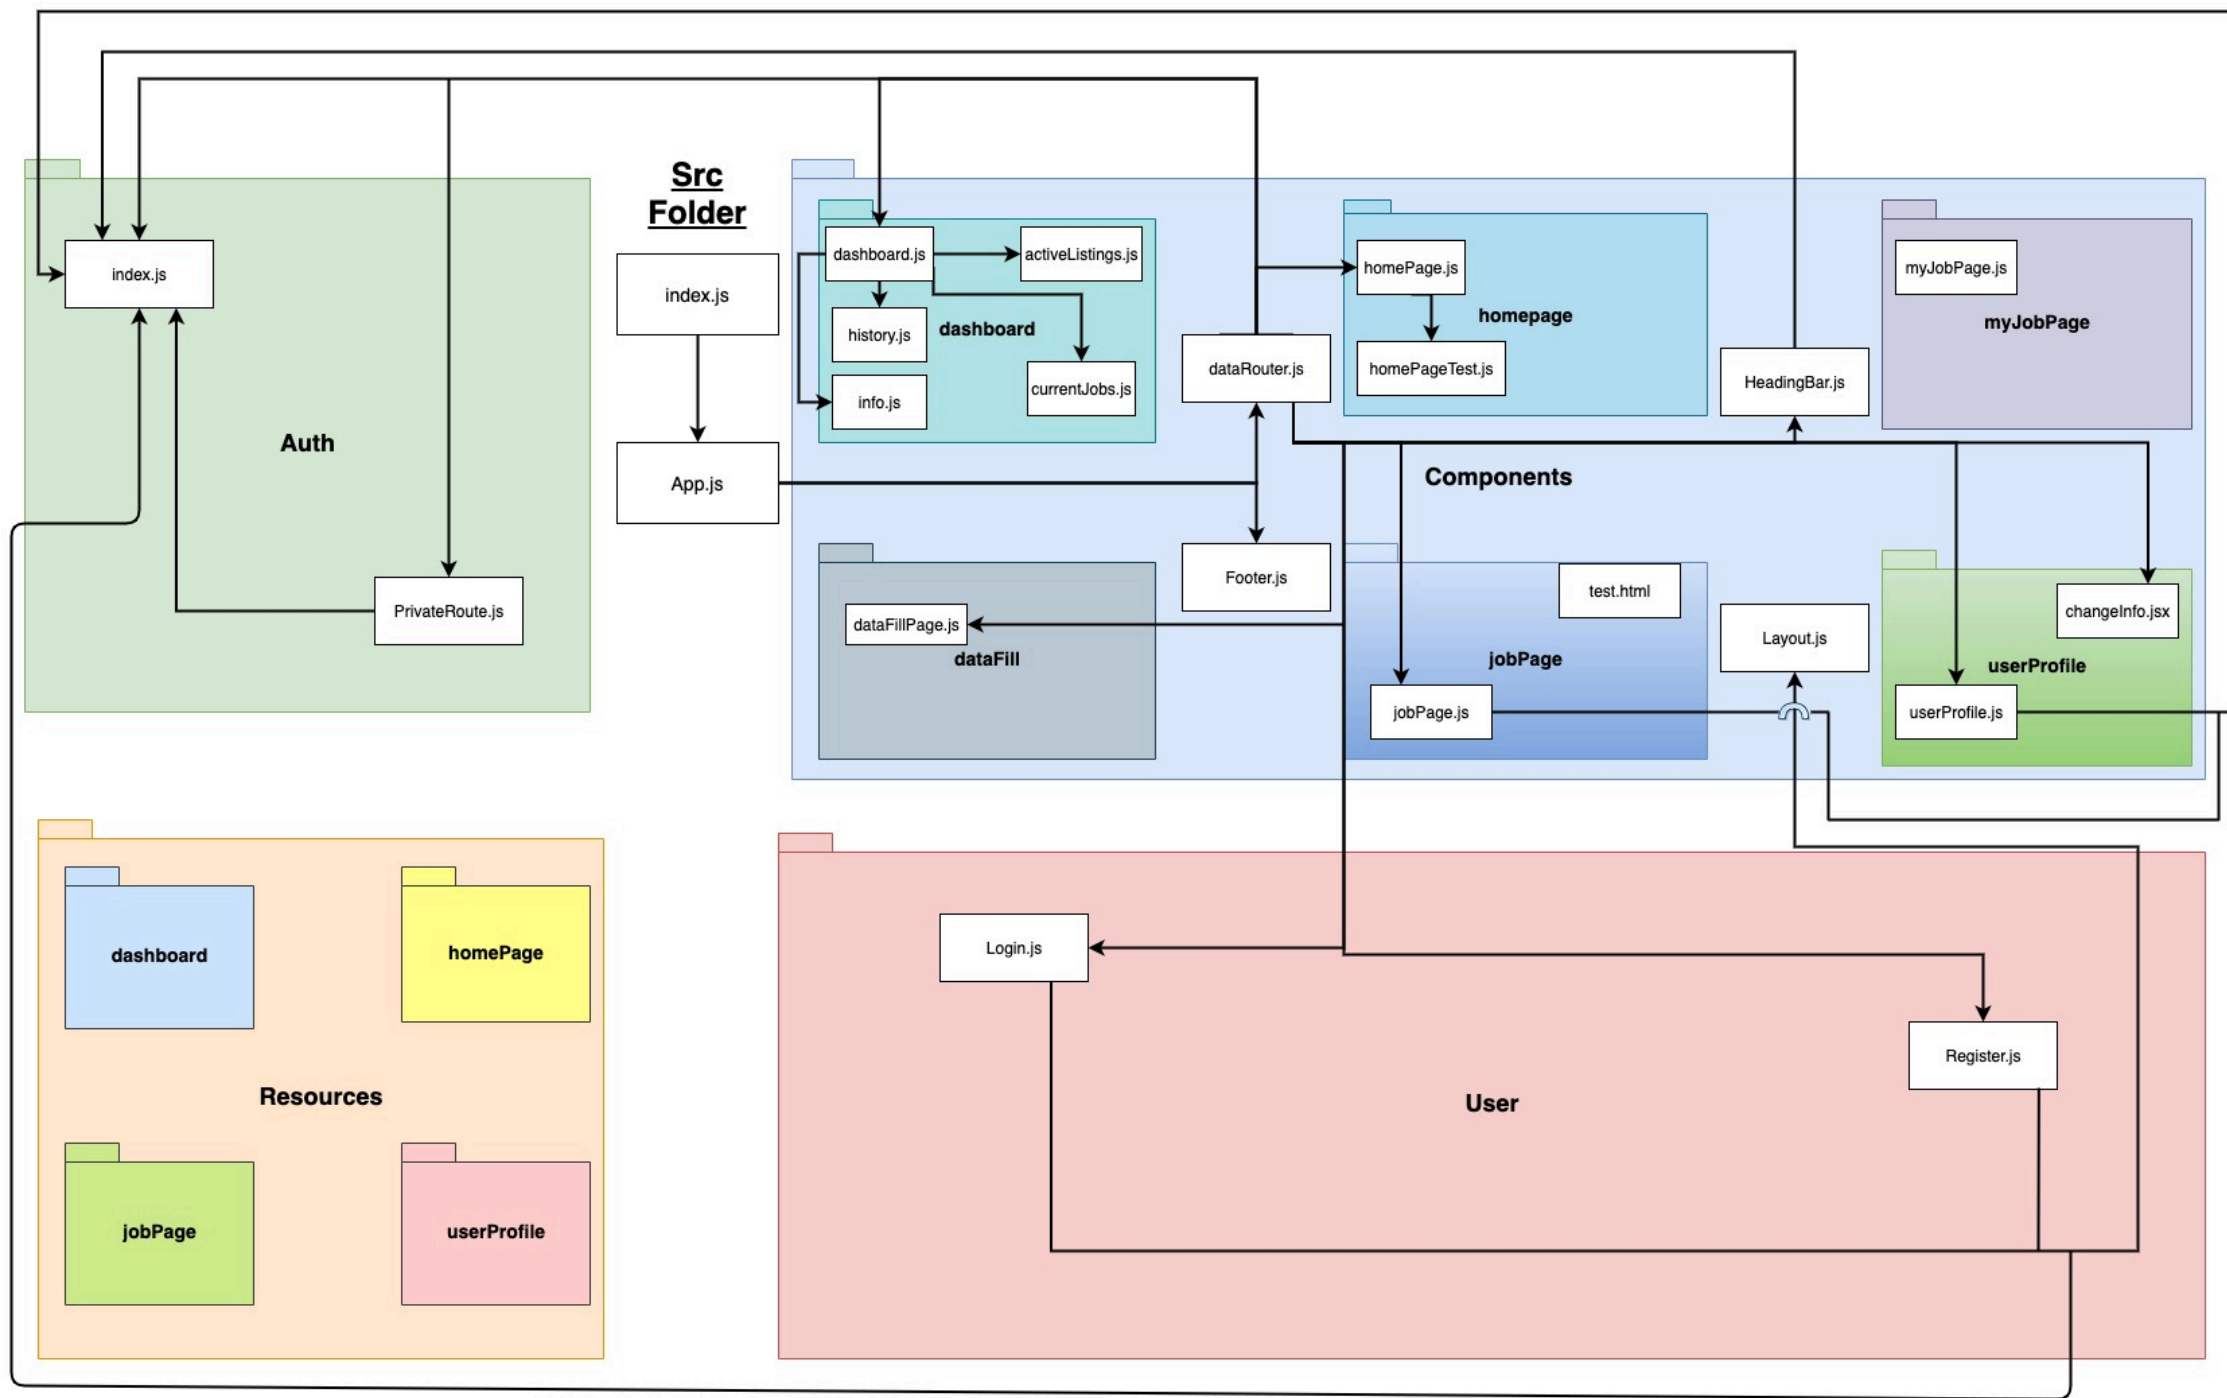 Src
Folder
index.js
App.js
index.js
Auth
PrivateRoute.js
dashboard.js
activeListings.js
history.js
dashboard
info.js
currentJobs.js
dataRouter.js
homePage.js
homepage
homePageTest.js
HeadingBar.js
myJobPage.js
myJobPage
Components
Footer.js
dataFillPage.js
dataFill
test.html
jobPage
jobPage.js
Layout.js
changeInfo.jsx
userProfile
userProfile.js
dashboard
homePage
Resources
jobPage
userProfile
Login.js
Register.js
User